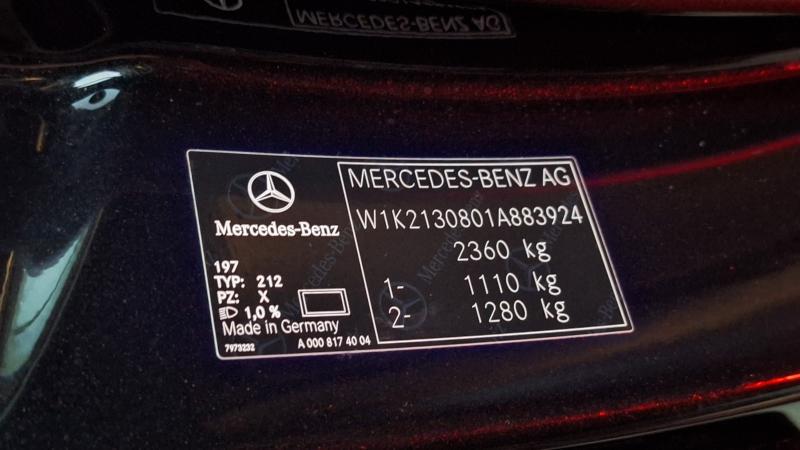 MERCEDES-BENZ AG
Mercedes-Benz
197
TYP: 212
PZ: X
1,0 %
Made in Germany
7973232
A 000 817 40 04
MERCEDES-BENZ AG
W1K2130801A883924
2360 kg
1- 1110 kg
2- 1280 kg